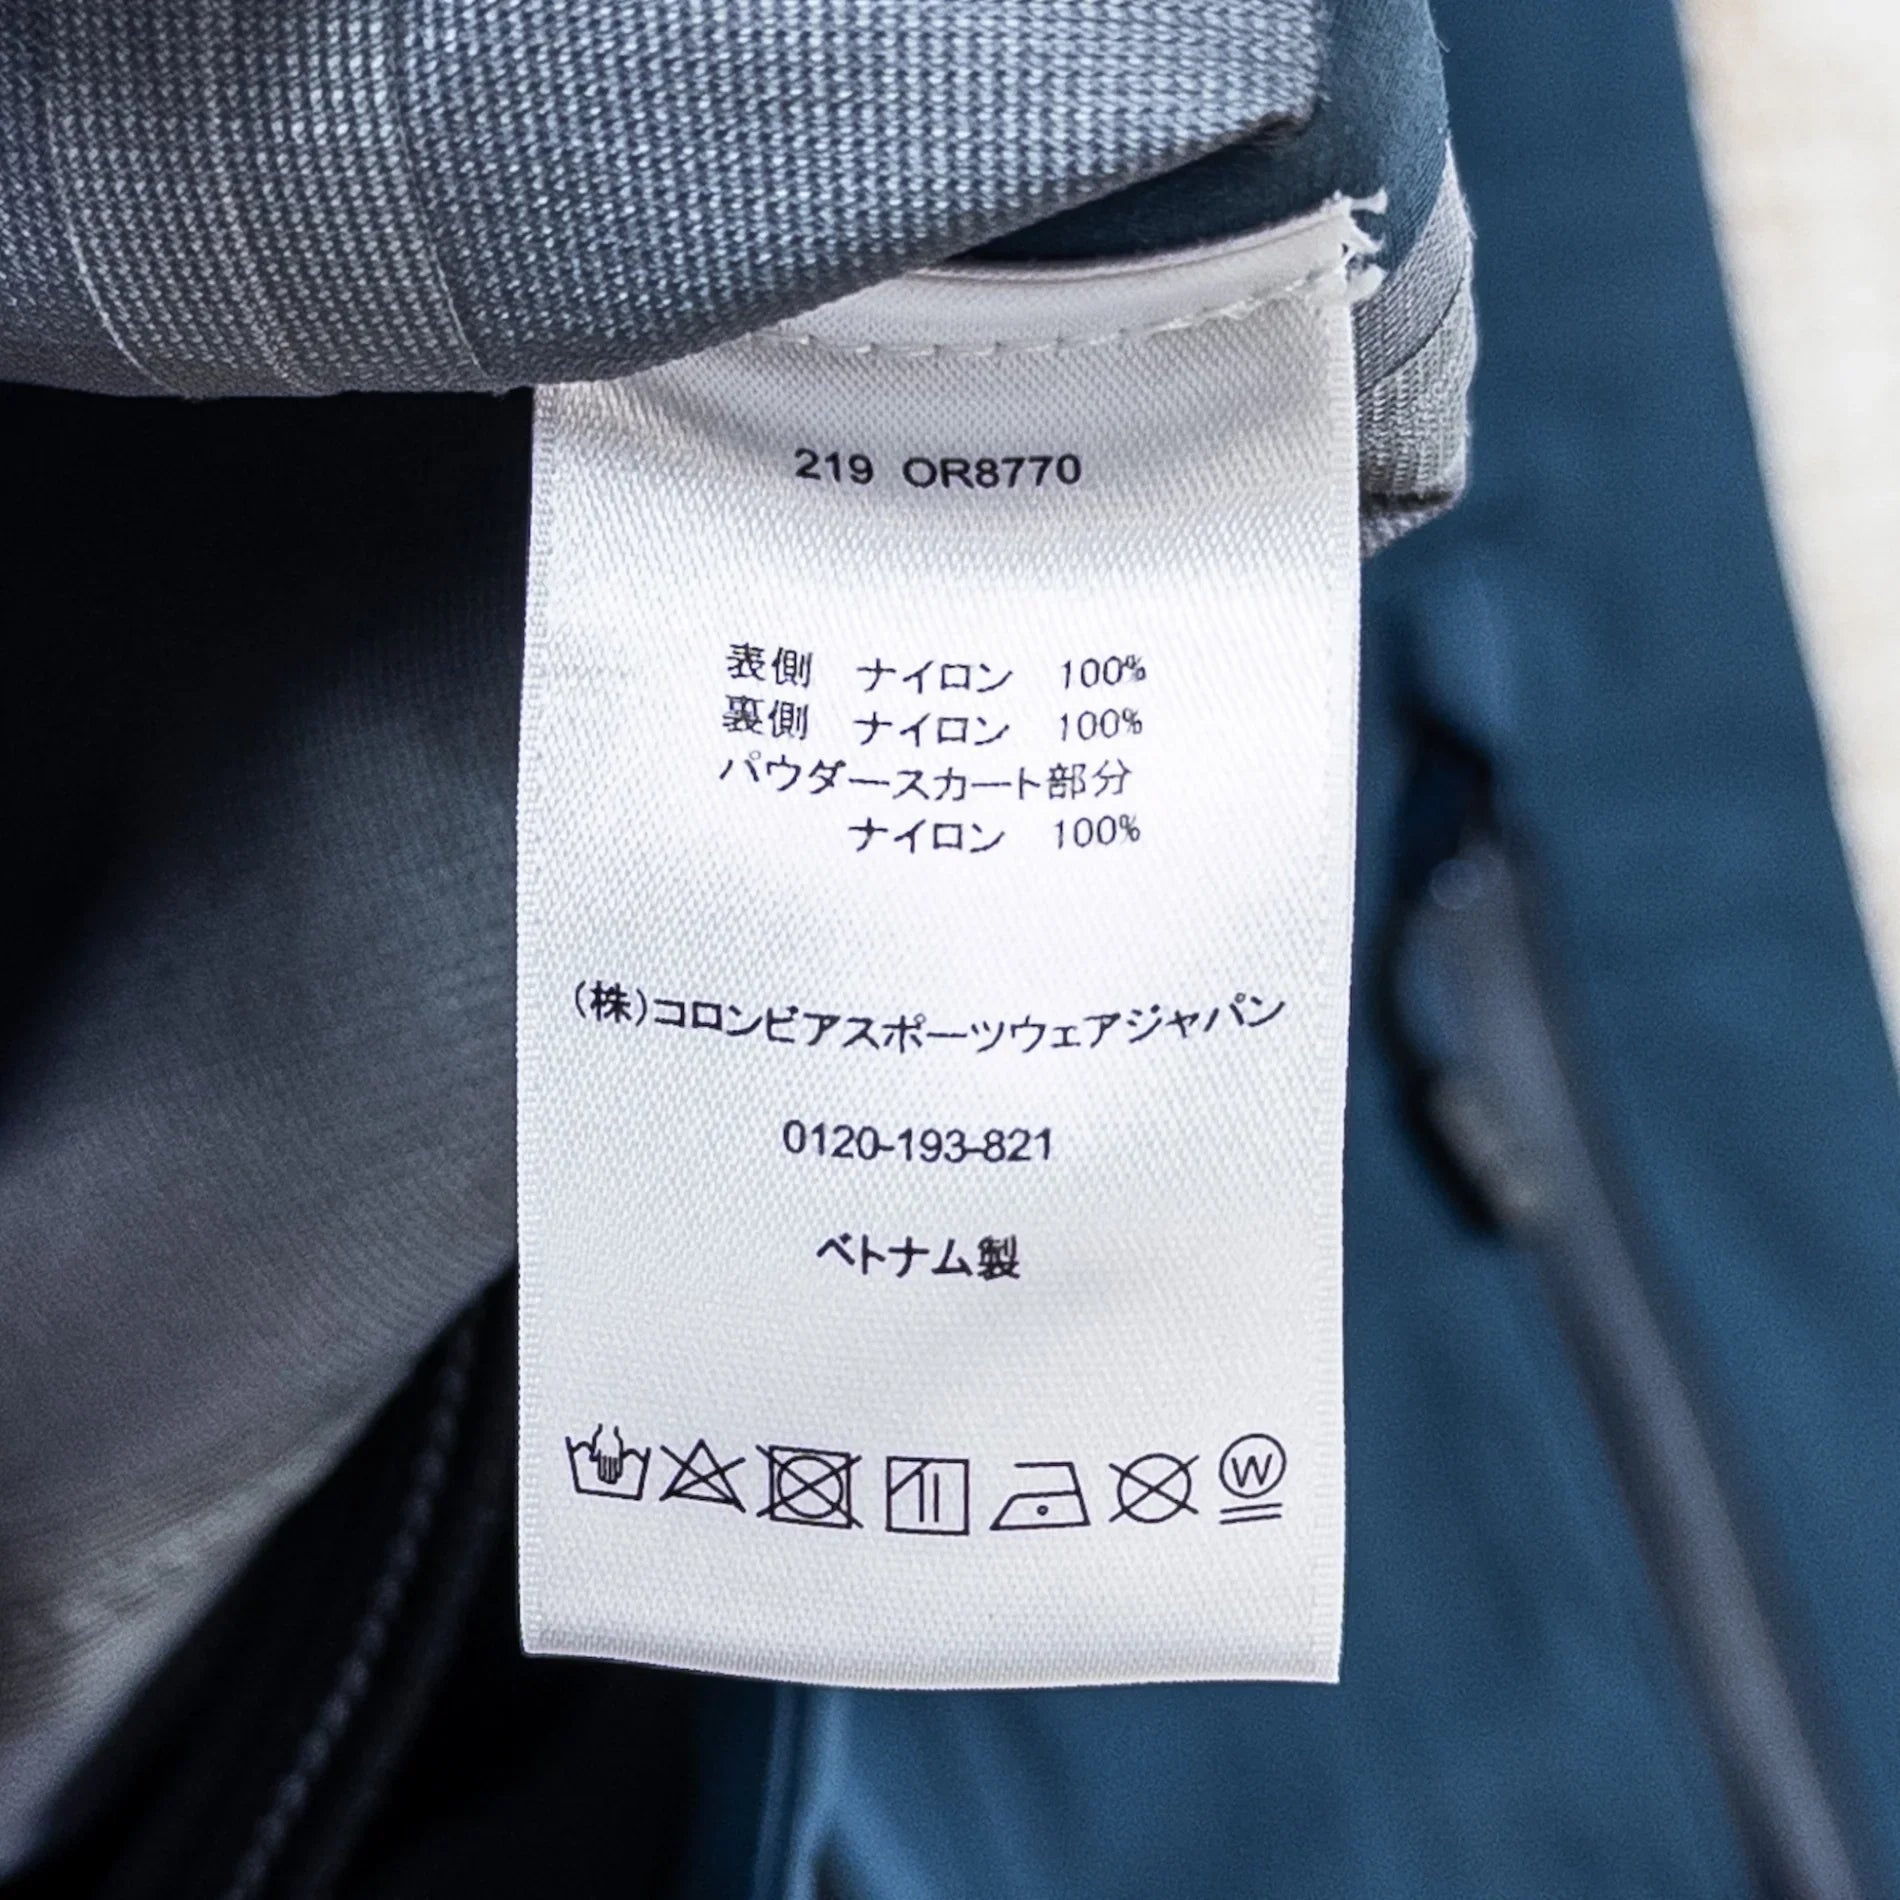 219 OR8770
表側 ナイロン 100%
裏側 ナイロン 100%
パウダースカート部分
ナイロン 100%
(株)コロンビアスポーツウェアジャパン
0120-193-821
ベトナム製
W